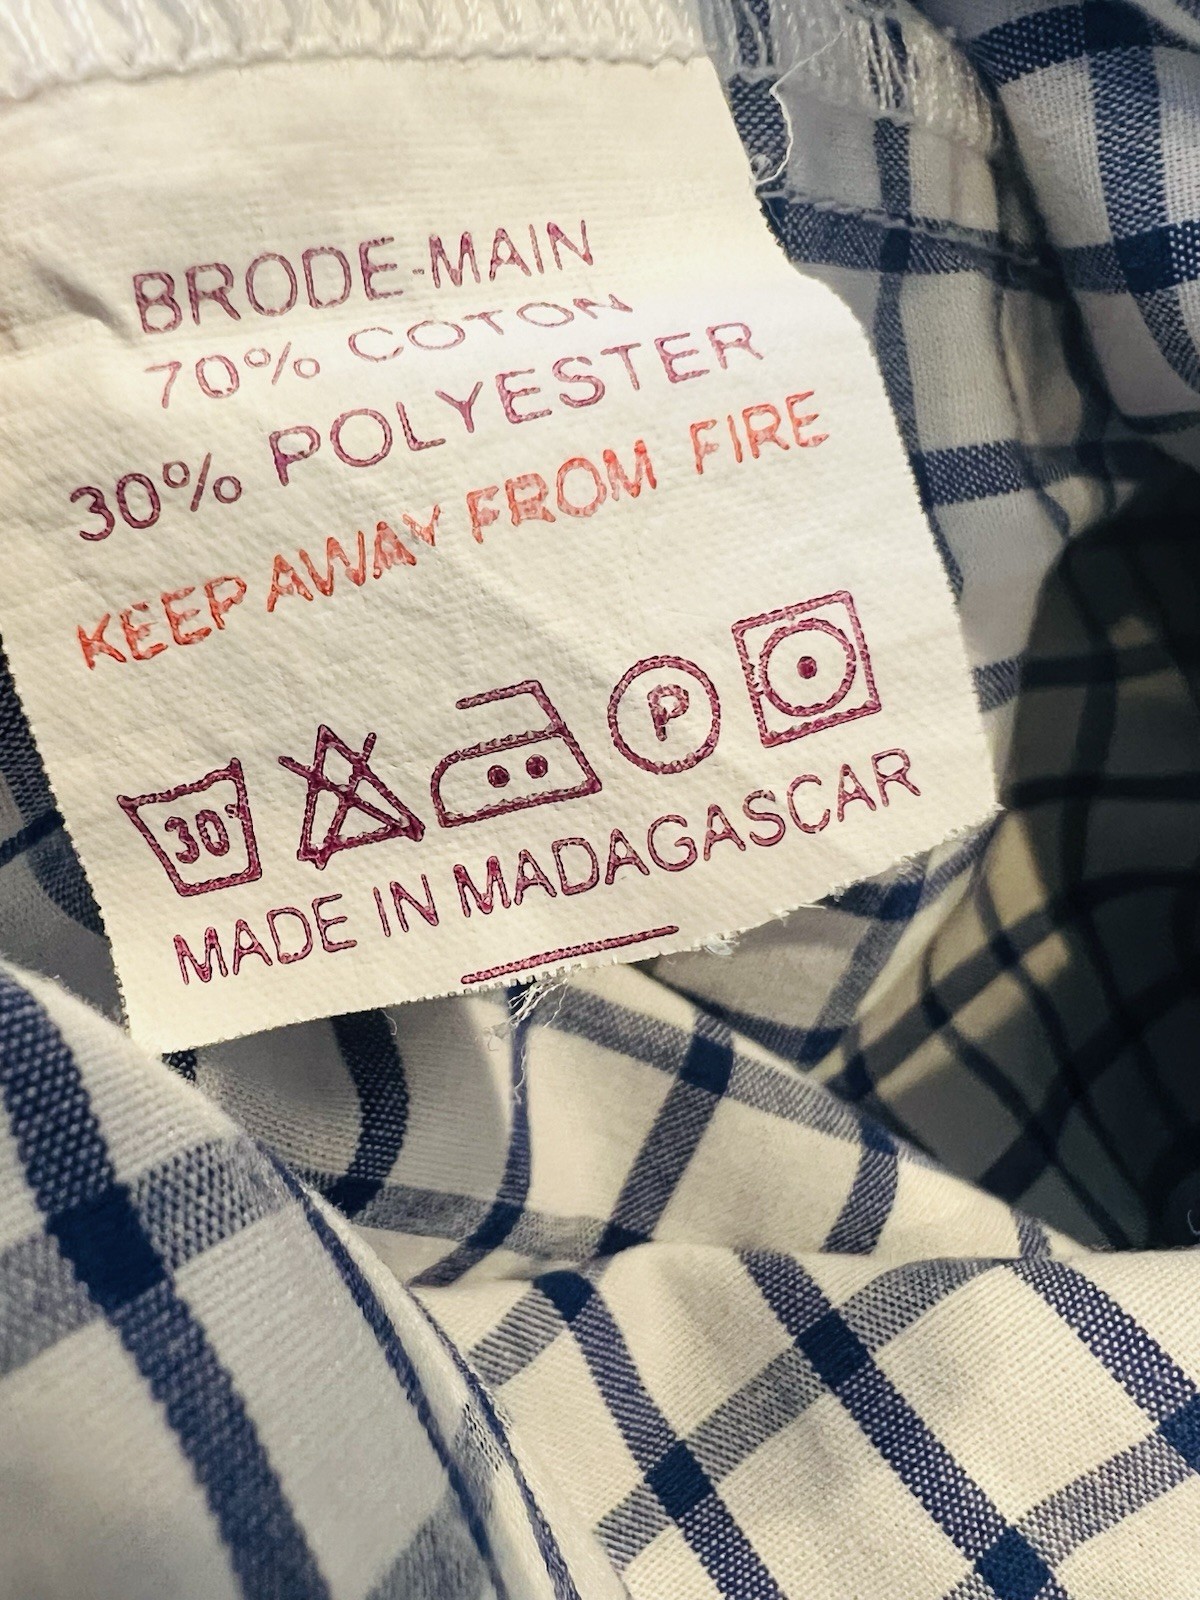 BRODE-MAIN
70% COTON
30% POLYESTER
KEEP AWAY FROM FIRE
30° P
MADE IN MADAGASCAR